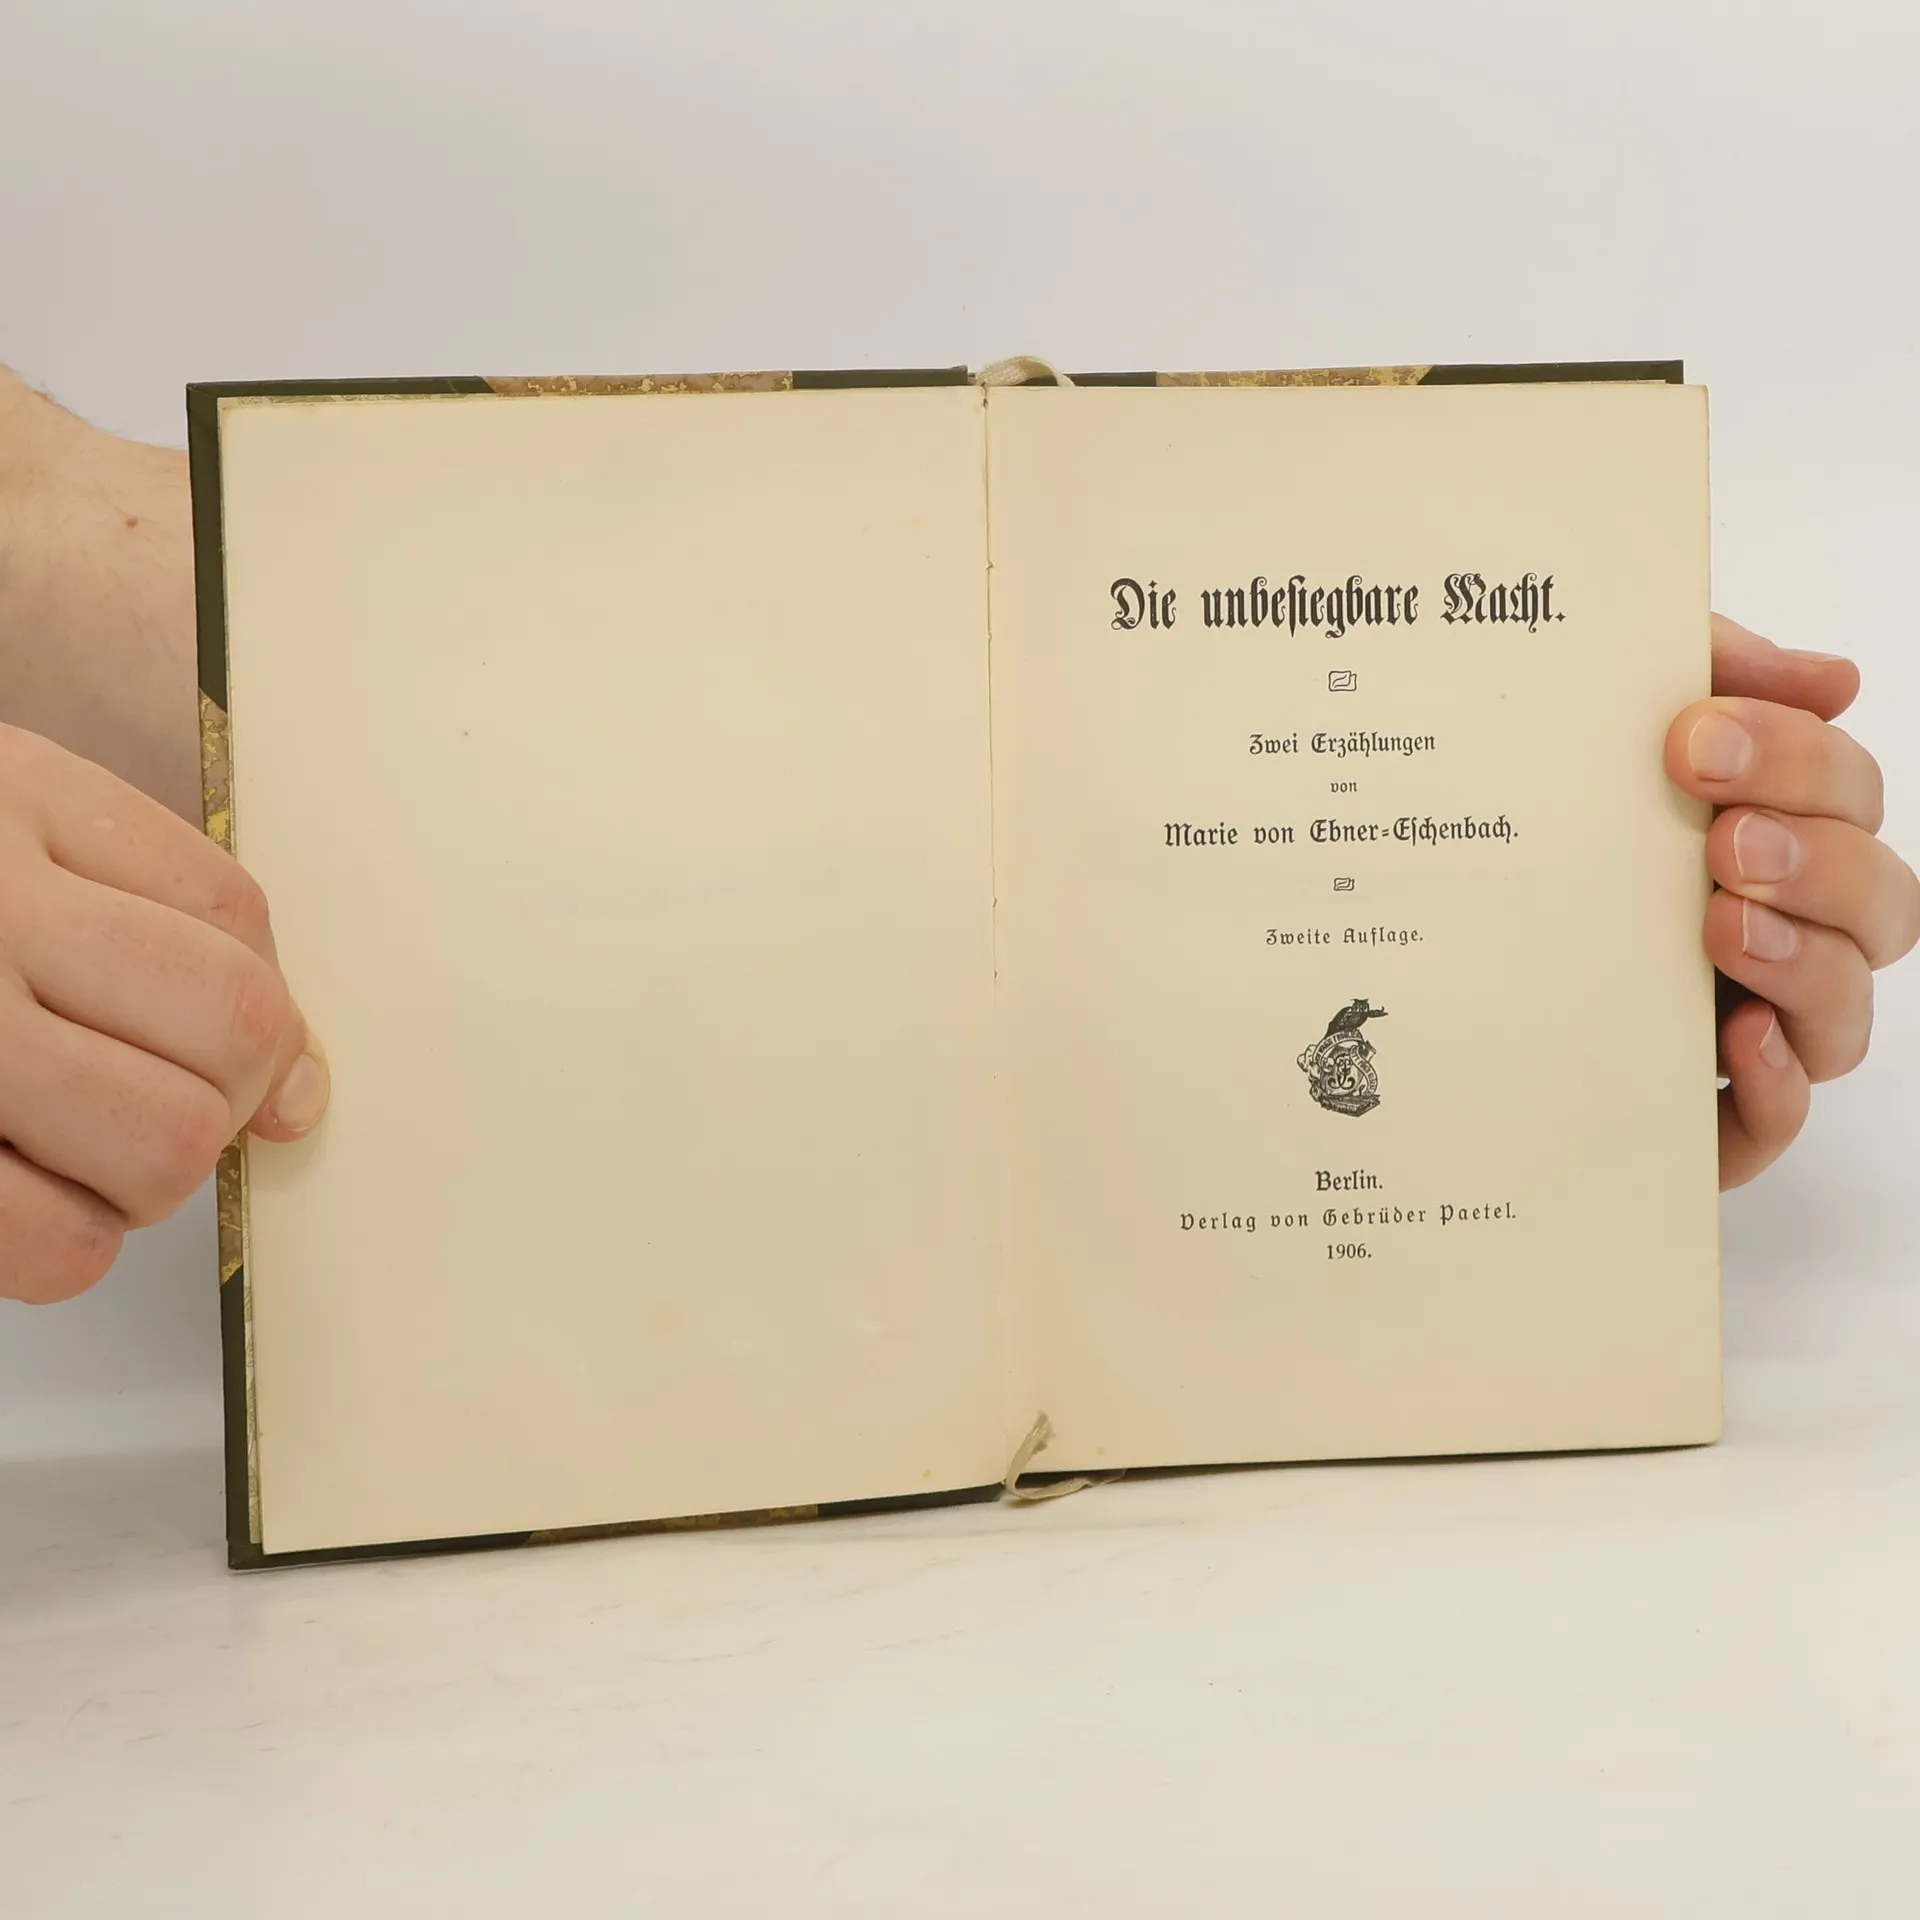 Die unbeſiegbare Macht.
Zwei Erzählungen
von
Marie von Ebner=Eſchenbach.
Zweite Auflage.
Berlin.
Verlag von Gebrüder Paetel.
1906.